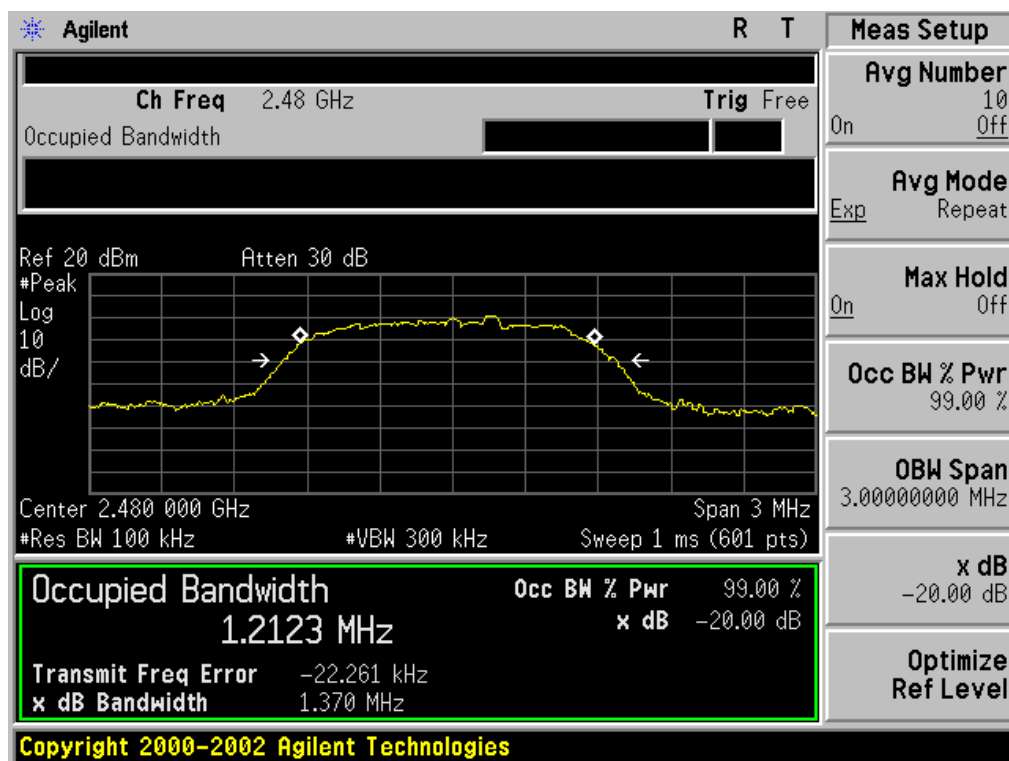 Agilent R T Meas Setup
Ch Freq 2.48 GHz Trig Free
Occupied Bandwidth
Ref 20 dBm Atten 30 dB
#Peak
Log
10
dB/
Center 2.480 000 GHz Span 3 MHz
#Res BW 100 kHz #VBW 300 kHz Sweep 1 ms (601 pts)
Occupied Bandwidth Occ BW % Pwr 99.00 %
1.2123 MHz x dB -20.00 dB
Transmit Freq Error -22.261 kHz
x dB Bandwidth 1.370 MHz
Copyright 2000-2002 Agilent Technologies
Avg Number
10
On Off
Avg Mode
Exp Repeat
Max Hold
On Off
Occ BW % Pwr
99.00 %
OBW Span
3.00000000 MHz
x dB
-20.00 dB
Optimize
Ref Level